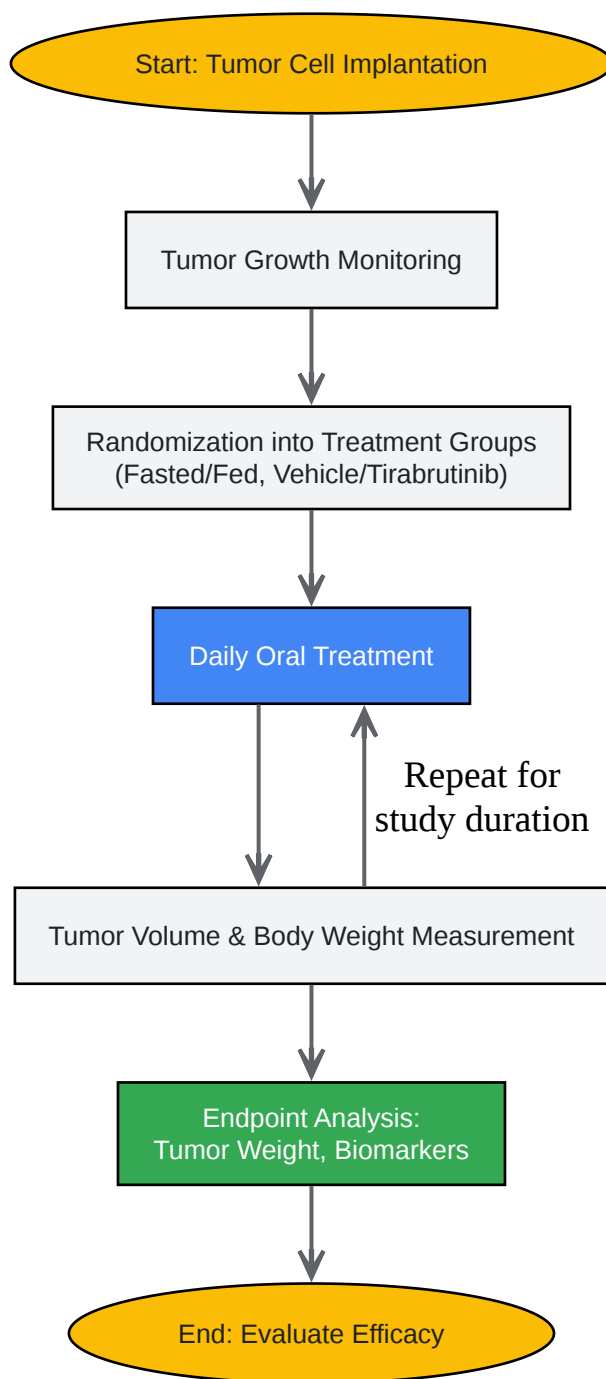 Start: Tumor Cell Implantation
Tumor Growth Monitoring
Randomization into Treatment Groups
(Fasted/Fed, Vehicle/Tirabrutinib)
Daily Oral Treatment
Repeat for
study duration
Tumor Volume & Body Weight Measurement
Endpoint Analysis:
Tumor Weight, Biomarkers
End: Evaluate Efficacy